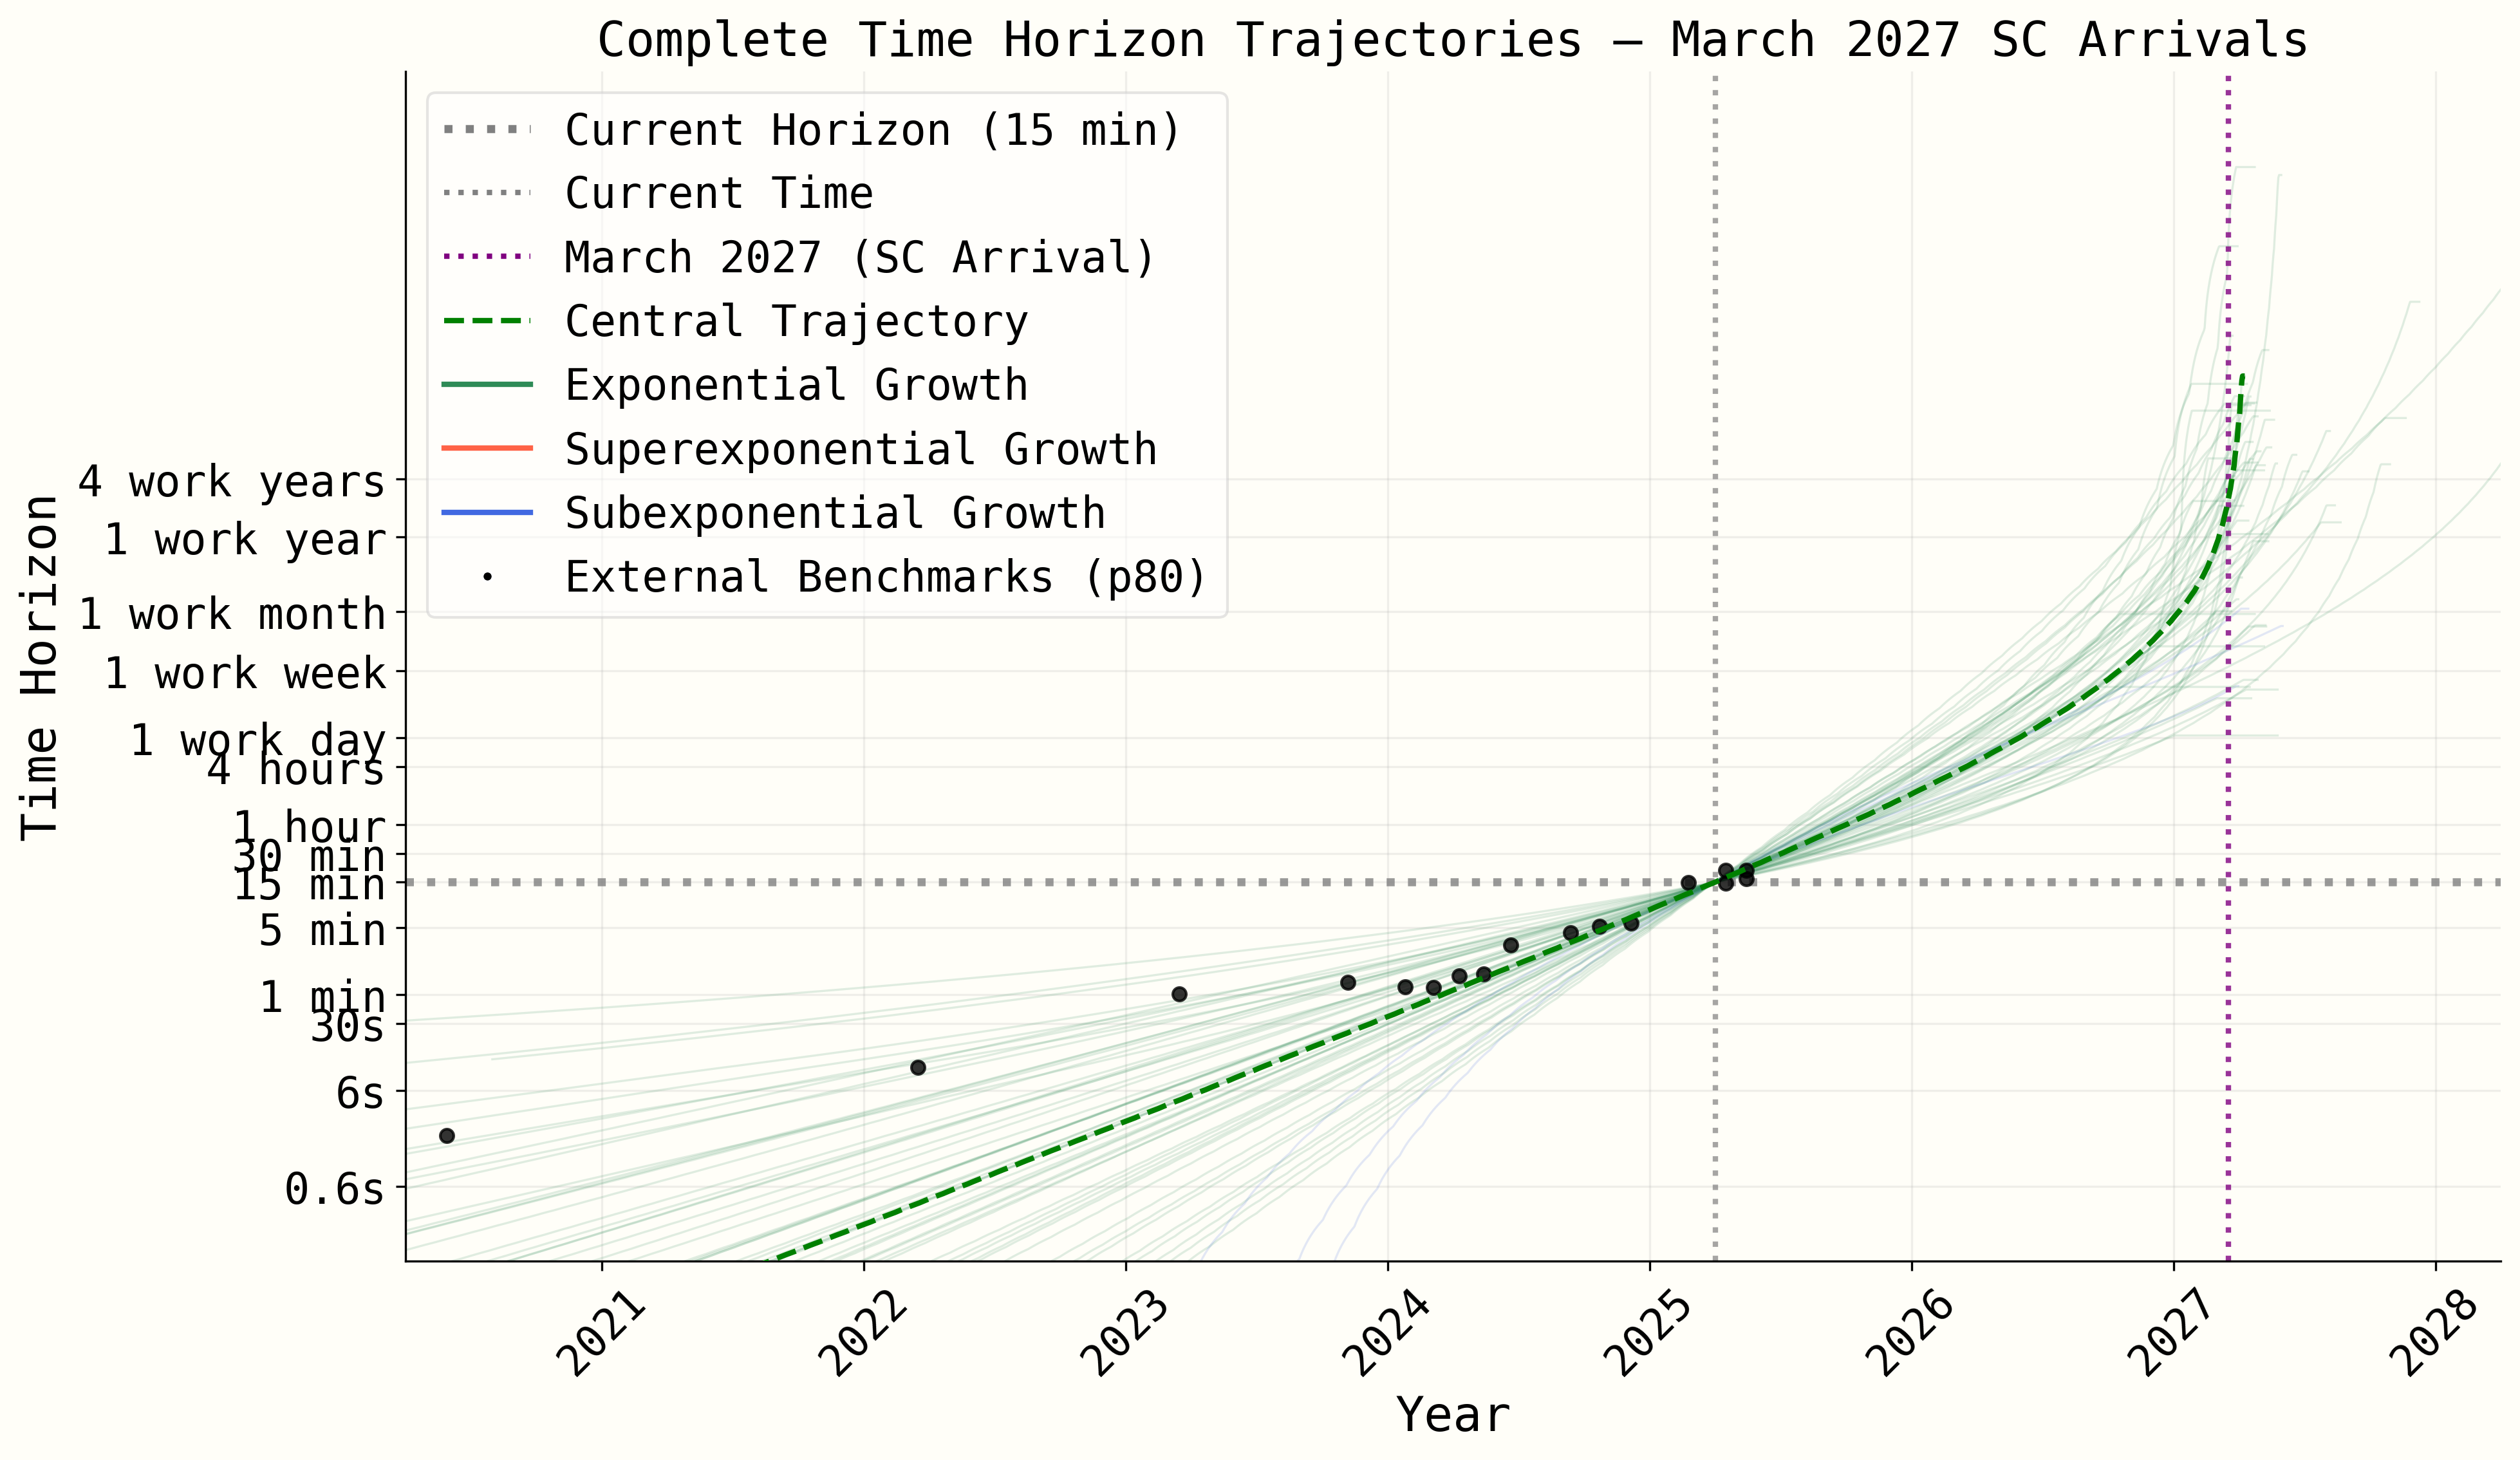 Complete Time Horizon Trajectories — March 2027 SC Arrivals
Current Horizon (15 min)
Current Time
March 2027 (SC Arrival)
Central Trajectory
Exponential Growth
Superexponential Growth
Subexponential Growth
External Benchmarks (p80)
Time Horizon
4 work years
1 work year
1 work month
1 work week
1 work day
4 hours
1 hour
30 min
15 min
5 min
1 min
30s
6s
0.6s
2021 2022 2023 2024 2025 2026 2027 2028
Year